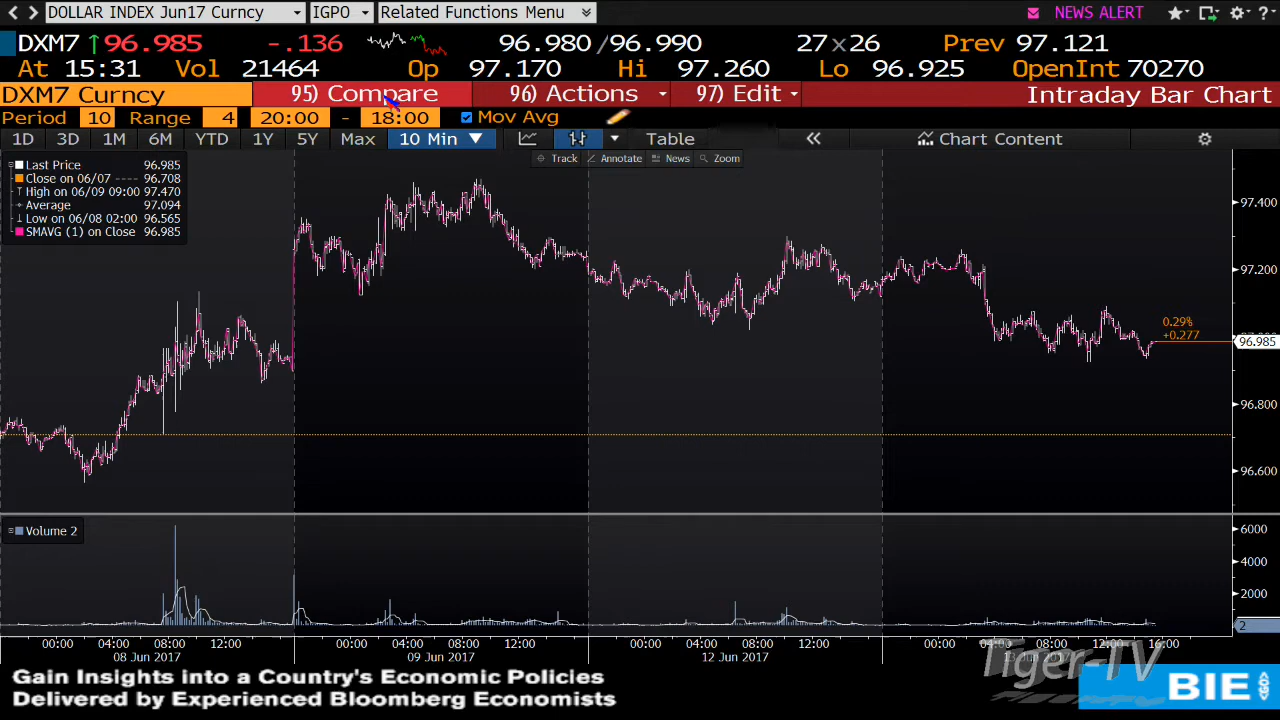 DOLLAR INDEX Jun17 Curncy IGPO Related Functions Menu NEWS ALERT ?
DXM7 ↑96.985 -.136 96.980 /96.990 27x26 Prev 97.121
At 15:31 Vol 21464 Op 97.170 Hi 97.260 Lo 96.925 OpenInt 70270
DXM7 Curncy 95) Compare 96) Actions 97) Edit Intraday Bar Chart
Period 10 Range 4 20:00 - 18:00 Mov Avg
1D 3D 1M 6M YTD 1Y 5Y Max 10 Min ▼ Table « Chart Content
Track Annotate News Zoom
Last Price 96.985
Close on 06/07 ---- 96.708
High on 06/09 09:00 97.470
Average 97.094
Low on 06/08 02:00 96.565
SMAVG (1) on Close 96.985
97.400
97.200
0.29%
+0.277
96.985
96.800
96.600
Volume 2
6000
4000
2000
2
00:00 04:00 08:00 12:00 00:00 04:00 08:00 12:00 00:00 04:00 08:00 12:00 00:00 04:00 08:00 12:00 16:00
08 Jun 2017 09 Jun 2017 12 Jun 2017 13 Jun 2017
Tiger-TV
Gain Insights into a Country's Economic Policies
Delivered by Experienced Bloomberg Economists
BIE